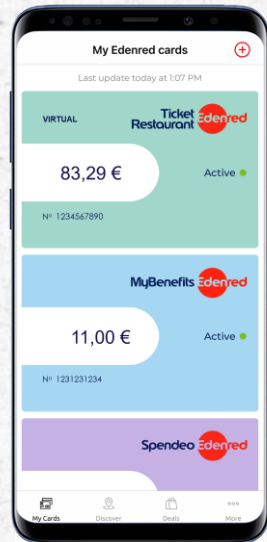 My Edenred cards
Last update today at 1:07 PM
VIRTUAL
Ticket
Restaurant
Edenred
83,29 €
Active
Nº 1234567890
MyBenefits Edenred
11,00 €
Active
Nº 1231231234
Spendeo Edenred
My Cards Discover Deals More